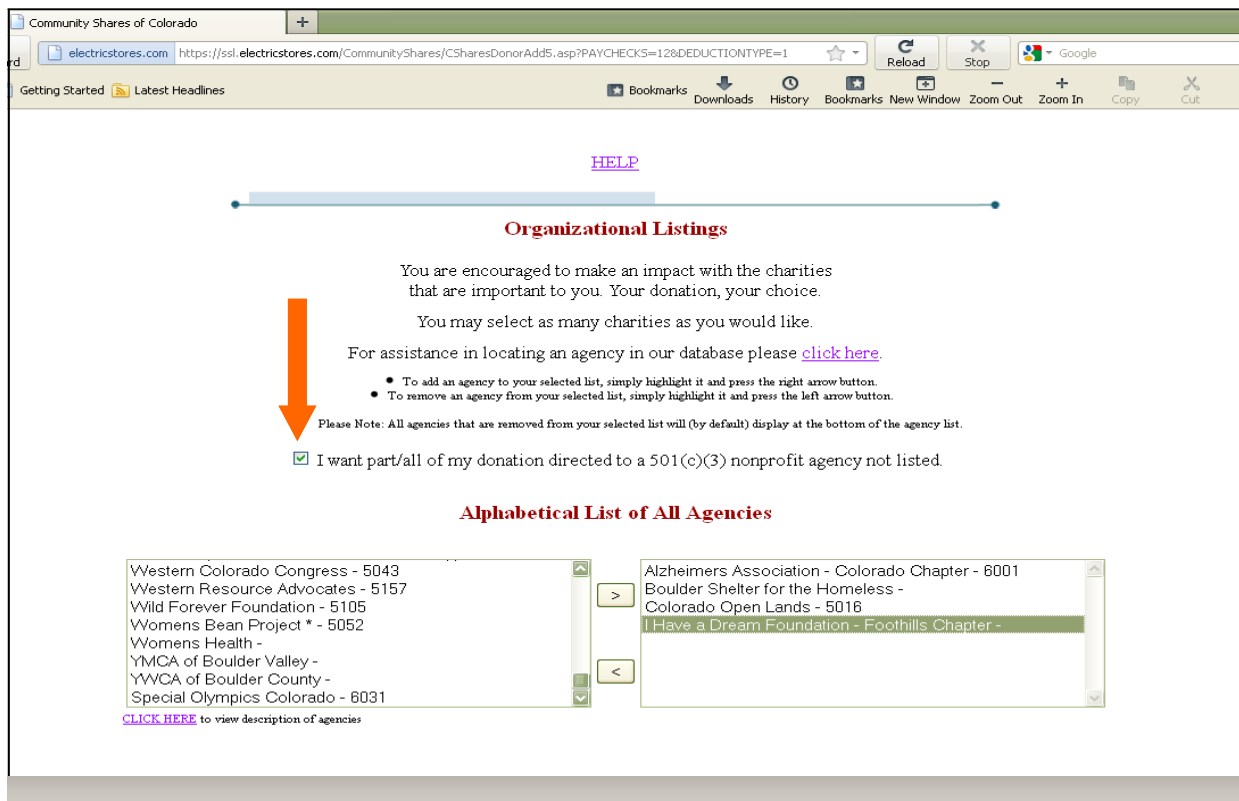 Community Shares of Colorado
+
rd
electricstores.com https://ssl.electricstores.com/CommunityShares/CSharesDonorAdd5.asp?PAYCHECKS=12&DEDUCTIONTYPE=1
Reload
Stop
Google
Getting Started Latest Headlines
Bookmarks Downloads History Bookmarks New Window Zoom Out Zoom In Copy Cut
HELP
Organizational Listings
You are encouraged to make an impact with the charities
that are important to you. Your donation, your choice.
You may select as many charities as you would like.
For assistance in locating an agency in our database please click here.
• To add an agency to your selected list, simply highlight it and press the right arrow button.
• To remove an agency from your selected list, simply highlight it and press the left arrow button.
Please Note: All agencies that are removed from your selected list will (by default) display at the bottom of the agency list.
I want part/all of my donation directed to a 501(c)(3) nonprofit agency not listed.
Alphabetical List of All Agencies
Western Colorado Congress - 5043
Western Resource Advocates - 5157
Wild Forever Foundation - 5105
Womens Bean Project * - 5052
Womens Health -
YMCA of Boulder Valley -
YWCA of Boulder County -
Special Olympics Colorado - 6031
>
<
Alzheimers Association - Colorado Chapter - 6001
Boulder Shelter for the Homeless -
Colorado Open Lands - 5016
I Have a Dream Foundation - Foothills Chapter -
CLICK HERE to view description of agencies